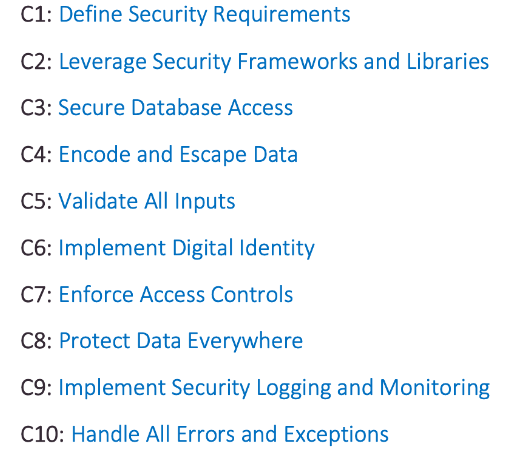 C1: Define Security Requirements
C2: Leverage Security Frameworks and Libraries
C3: Secure Database Access
C4: Encode and Escape Data
C5: Validate All Inputs
C6: Implement Digital Identity
C7: Enforce Access Controls
C8: Protect Data Everywhere
C9: Implement Security Logging and Monitoring
C10: Handle All Errors and Exceptions